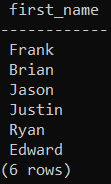 first_name
------------
Frank
Brian
Jason
Justin
Ryan
Edward
(6 rows)